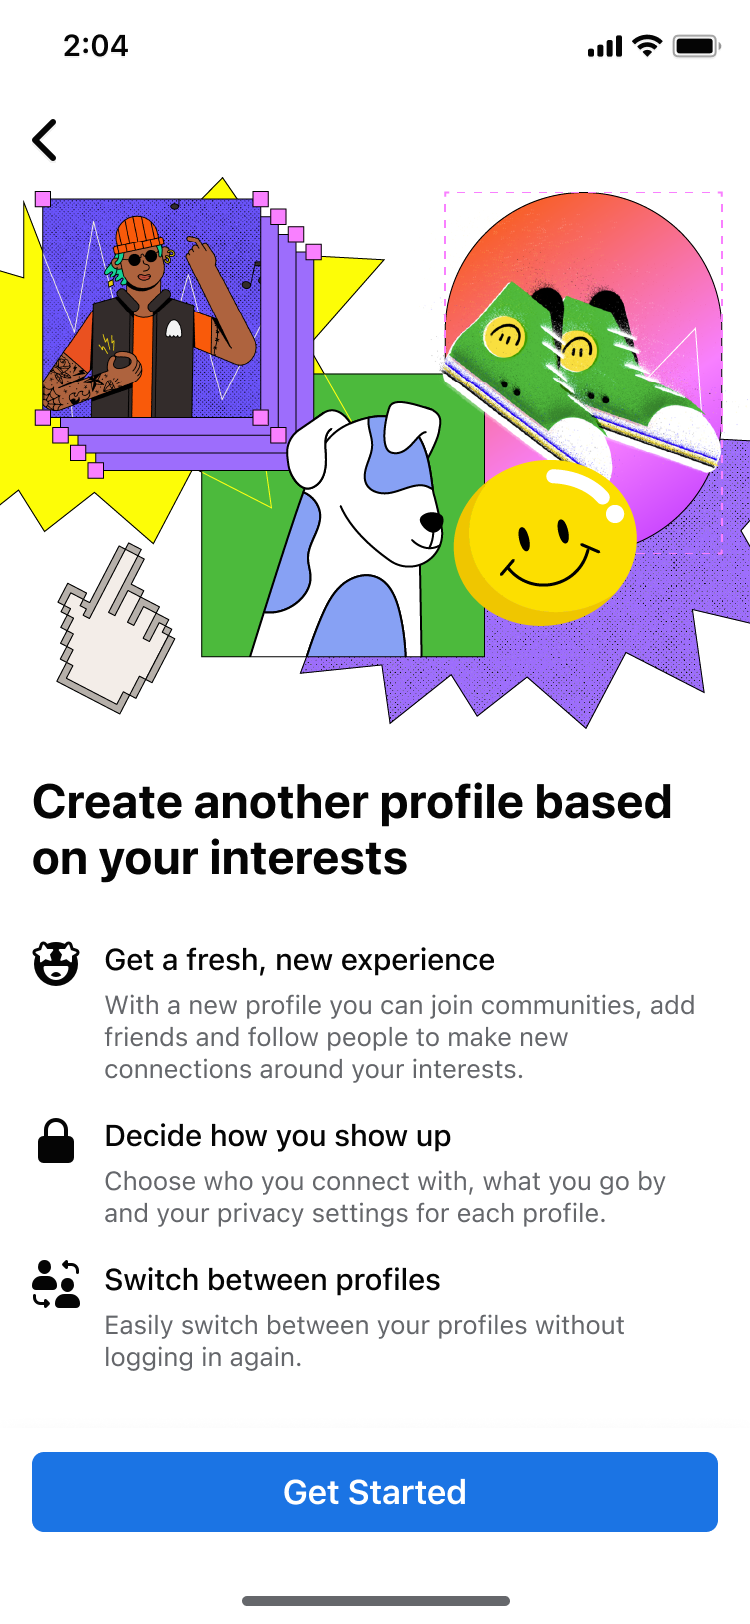 2:04
Create another profile based
on your interests
Get a fresh, new experience
With a new profile you can join communities, add
friends and follow people to make new
connections around your interests.
Decide how you show up
Choose who you connect with, what you go by
and your privacy settings for each profile.
Switch between profiles
Easily switch between your profiles without
logging in again.
Get Started